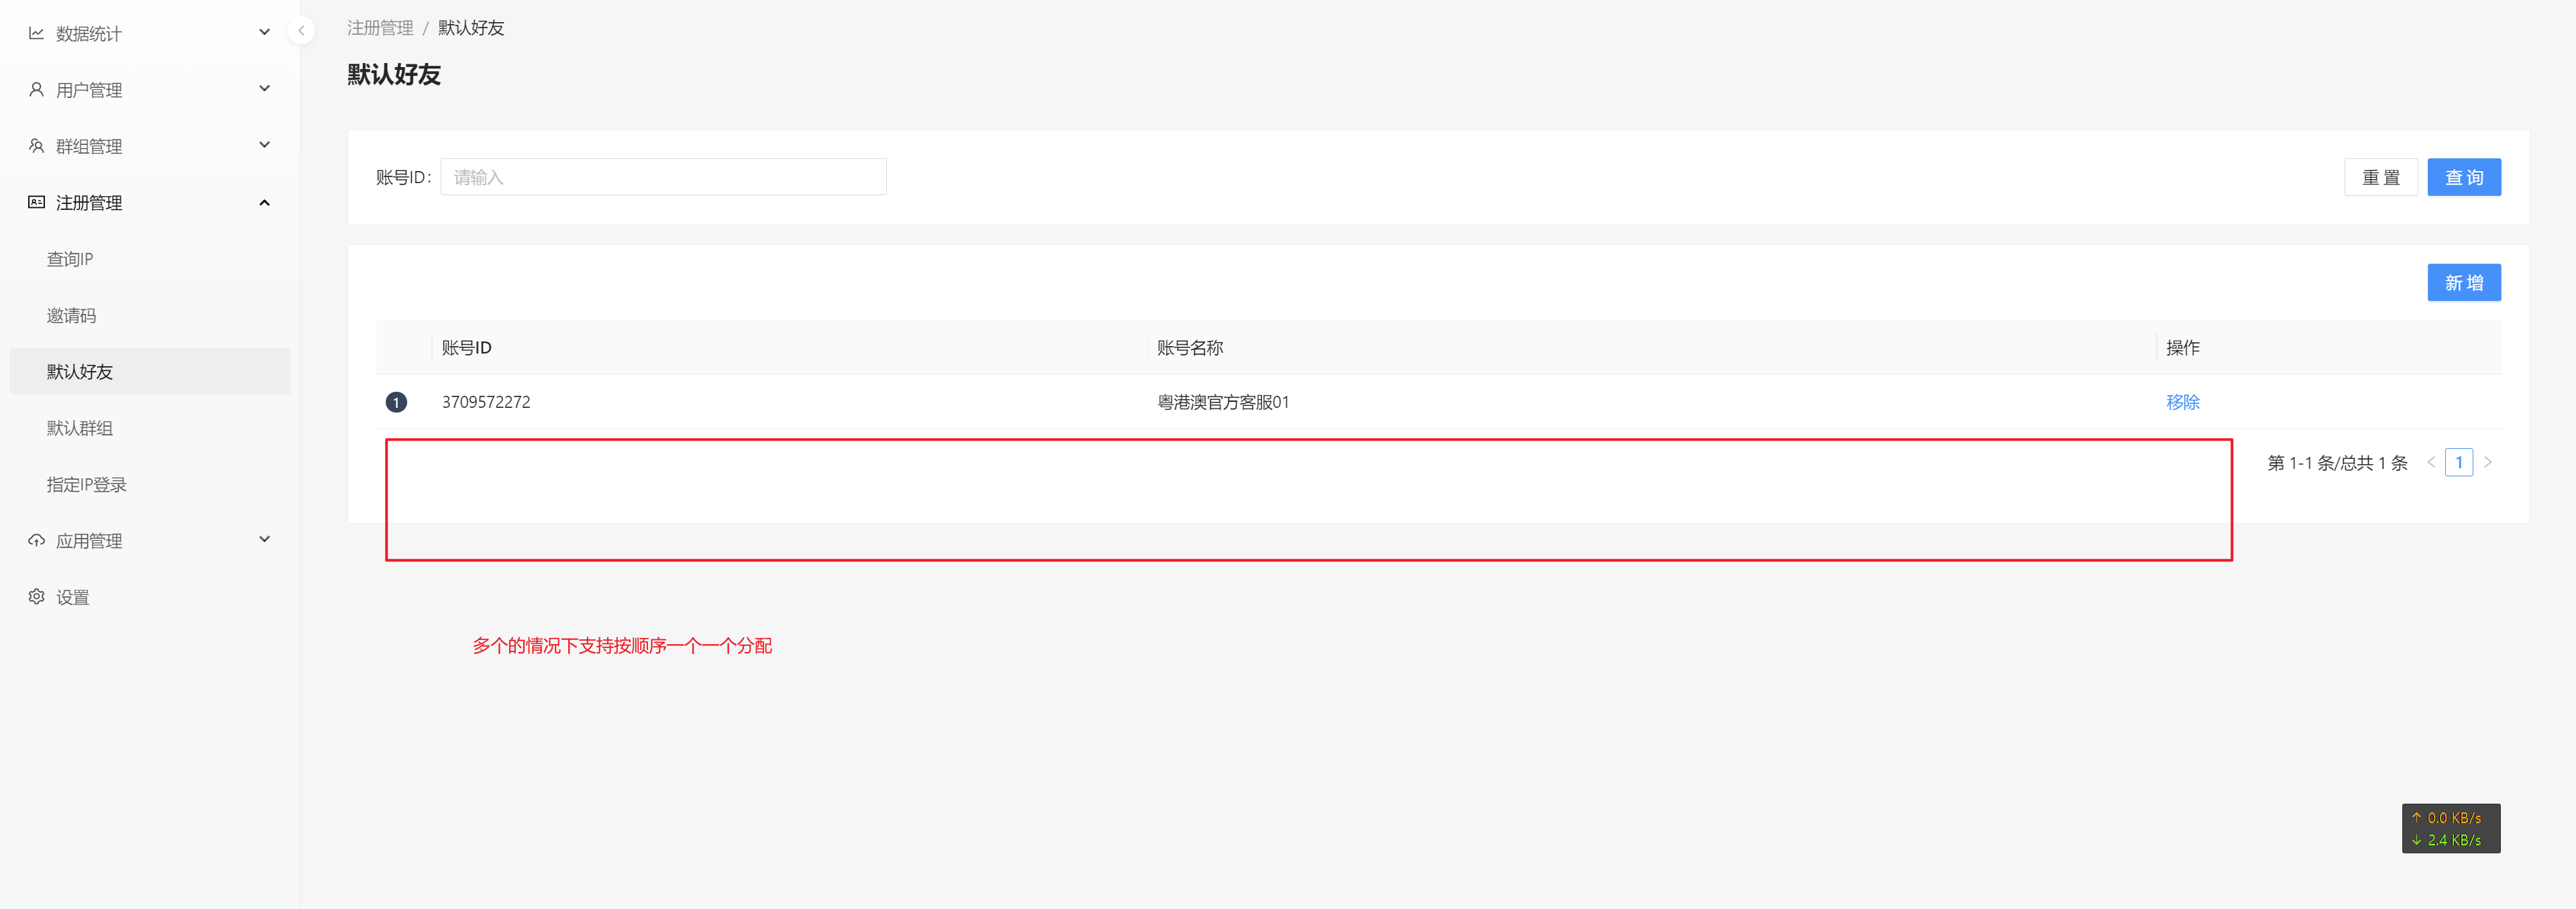 数据统计
用户管理
群组管理
注册管理
查询IP
邀请码
默认好友
默认群组
指定IP登录
应用管理
设置
注册管理 / 默认好友
默认好友
账号ID: 请输入 重置 查询
新增
账号ID 账号名称 操作
1 3709572272 粤港澳官方客服01 移除
第 1-1 条/总共 1 条 < 1 >
多个的情况下支持按顺序一个一个分配
↑ 0.0 KB/s
↓ 2.4 KB/s